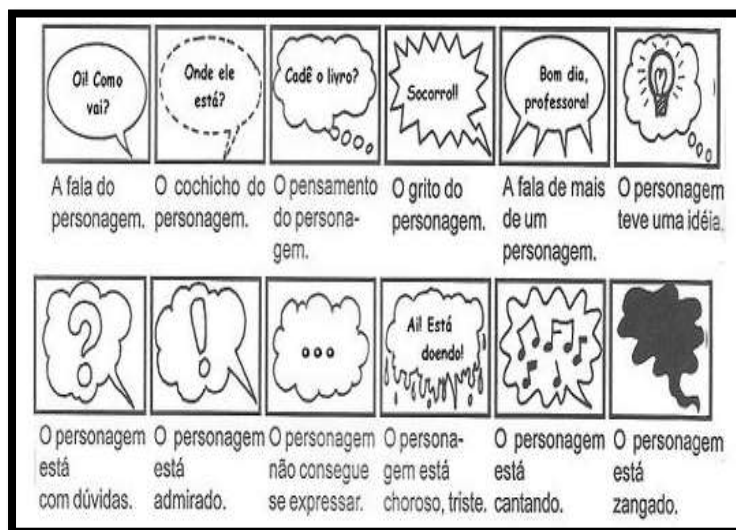 Oi! Como
vai?
Onde ele
está?
Cadê o livro?
Socorro!!
Bom dia,
professora!
A fala do
personagem.
O cochicho do
personagem.
O pensamento
do persona-
gem.
O grito do
personagem.
A fala de mais
de um
personagem.
O personagem
teve uma idéia.
?
!
...
Ai! Está
doendo!
O personagem
está
com dúvidas.
O personagem
está
admirado.
O personagem
não consegue
se expressar.
O persona-
gem está
choroso, triste.
O personagem
está
cantando.
O personagem
está
zangado.